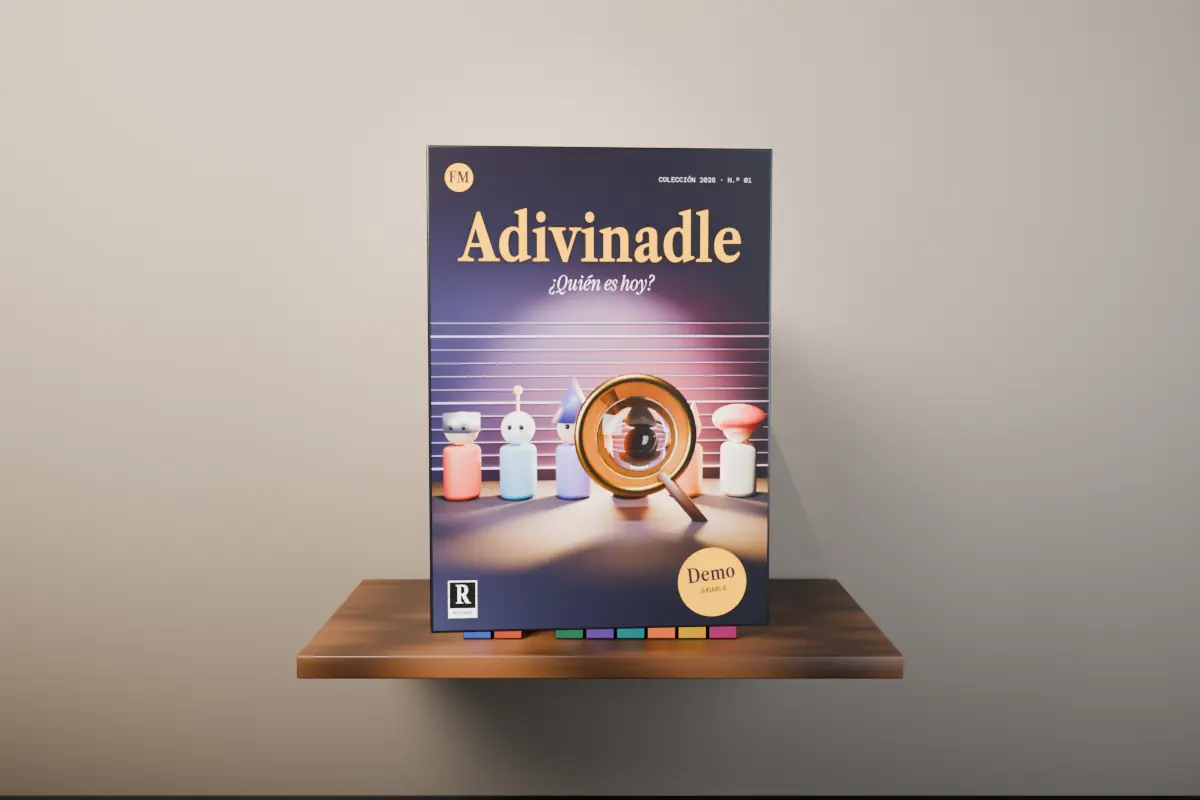 FM
COLECCIÓN 2026 · N.º 01
Adivinadle
¿Quién es hoy?
Demo
JUGABLE
R